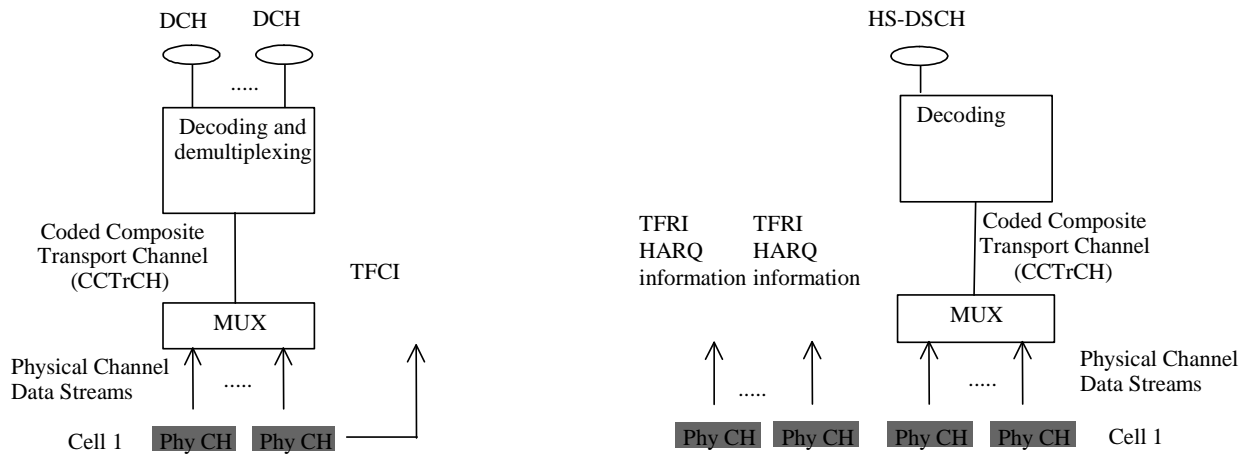 DCH DCH
.....
Decoding and
demultiplexing
Coded Composite
Transport Channel
(CCTrCH)
TFCI
MUX
Physical Channel
Data Streams
.....
Cell 1 Phy CH Phy CH
HS-DSCH
Decoding
TFRI
HARQ
information
TFRI
HARQ
information
Coded Composite
Transport Channel
(CCTrCH)
MUX
Physical Channel
Data Streams
.....
.....
Phy CH Phy CH Phy CH Phy CH Cell 1